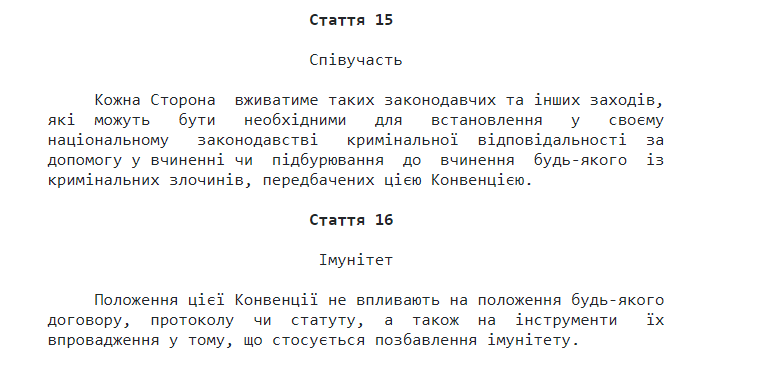 Стаття 15
Співучасть
Кожна Сторона вживатиме таких законодавчих та інших заходів,
які можуть бути необхідними для встановлення у своєму
національному законодавстві кримінальної відповідальності за
допомогу у вчиненні чи підбурювання до вчинення будь-якого із
кримінальних злочинів, передбачених цією Конвенцією.
Стаття 16
Імунітет
Положення цієї Конвенції не впливають на положення будь-якого
договору, протоколу чи статуту, а також на інструменти їх
впровадження у тому, що стосується позбавлення імунітету.